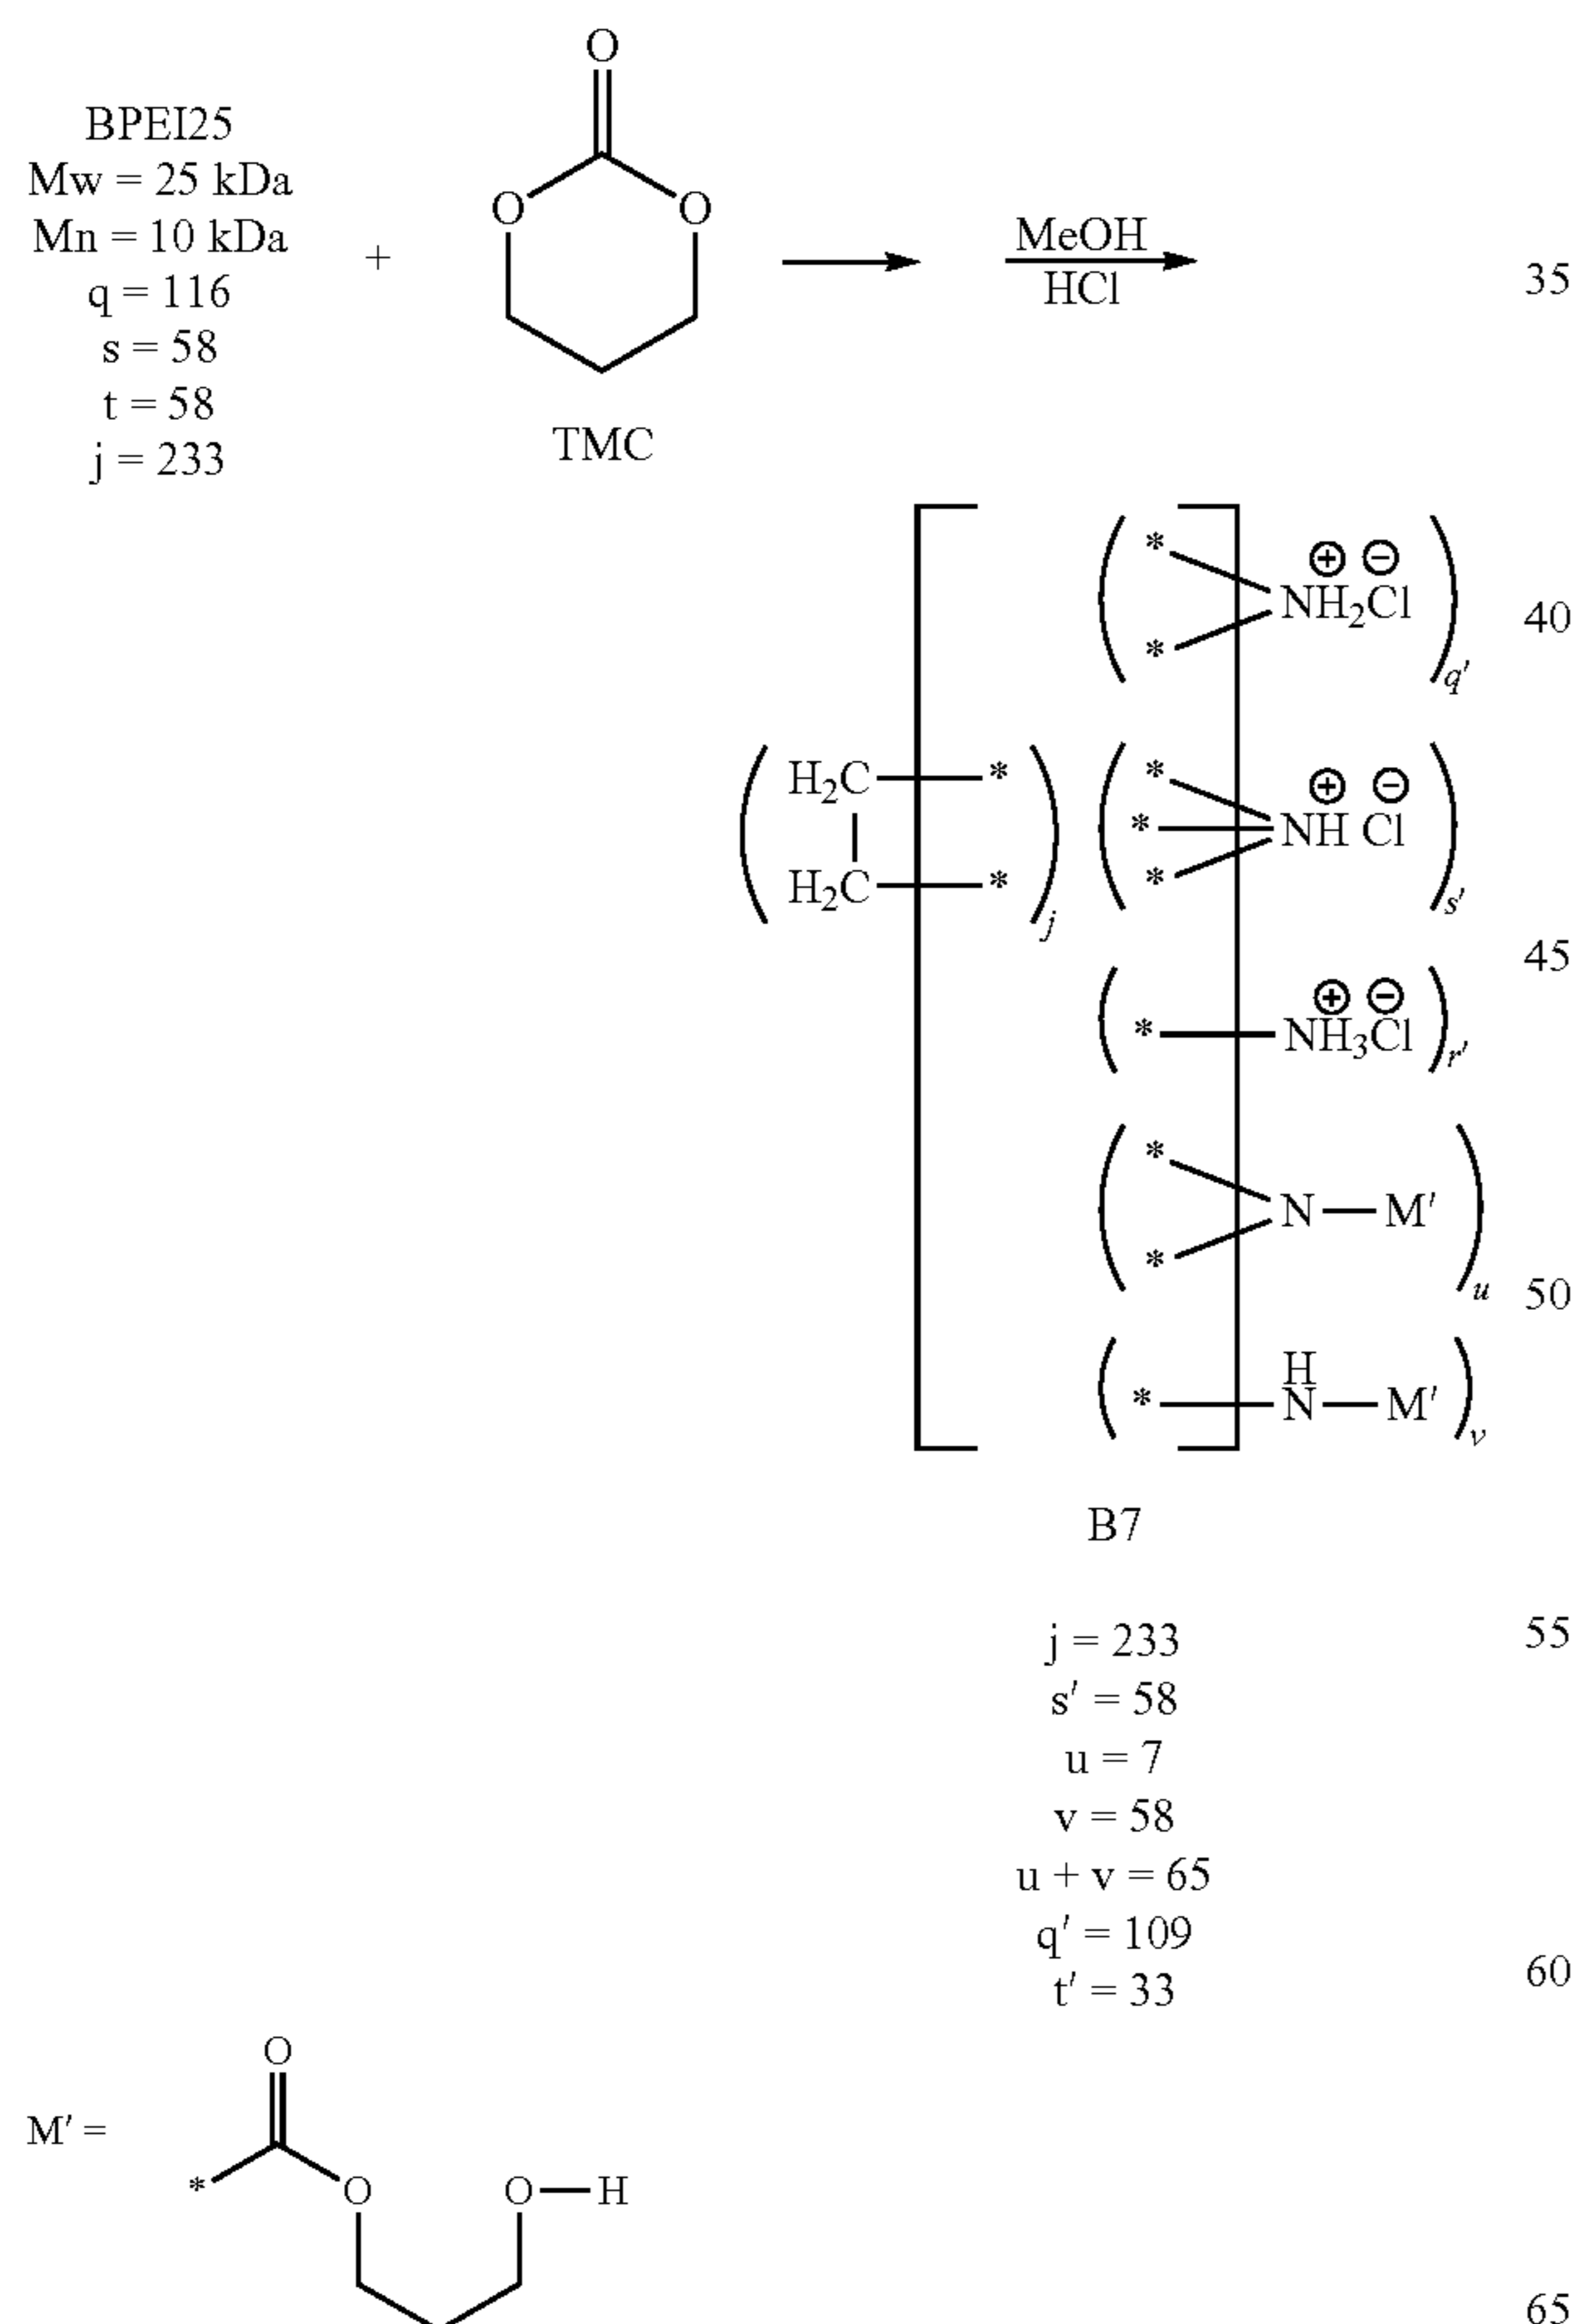 O
BPEI25
Mw = 25 kDa
Mn = 10 kDa
q = 116
s = 58
t = 58
j = 233
+
O O
TMC
MeOH
HCl
35
* ⊕ ⊖
NH₂Cl
*
q'
40
H₂C *
H₂C *
j
* ⊕ ⊖
* NH Cl
*
s'
45
⊕ ⊖
* NH₃Cl
r'
*
N—M'
*
u
50
H
* N—M'
v
B7
j = 233
s' = 58
u = 7
v = 58
u + v = 65
q' = 109
t' = 33
55
60
O
M' =
* O O—H
65